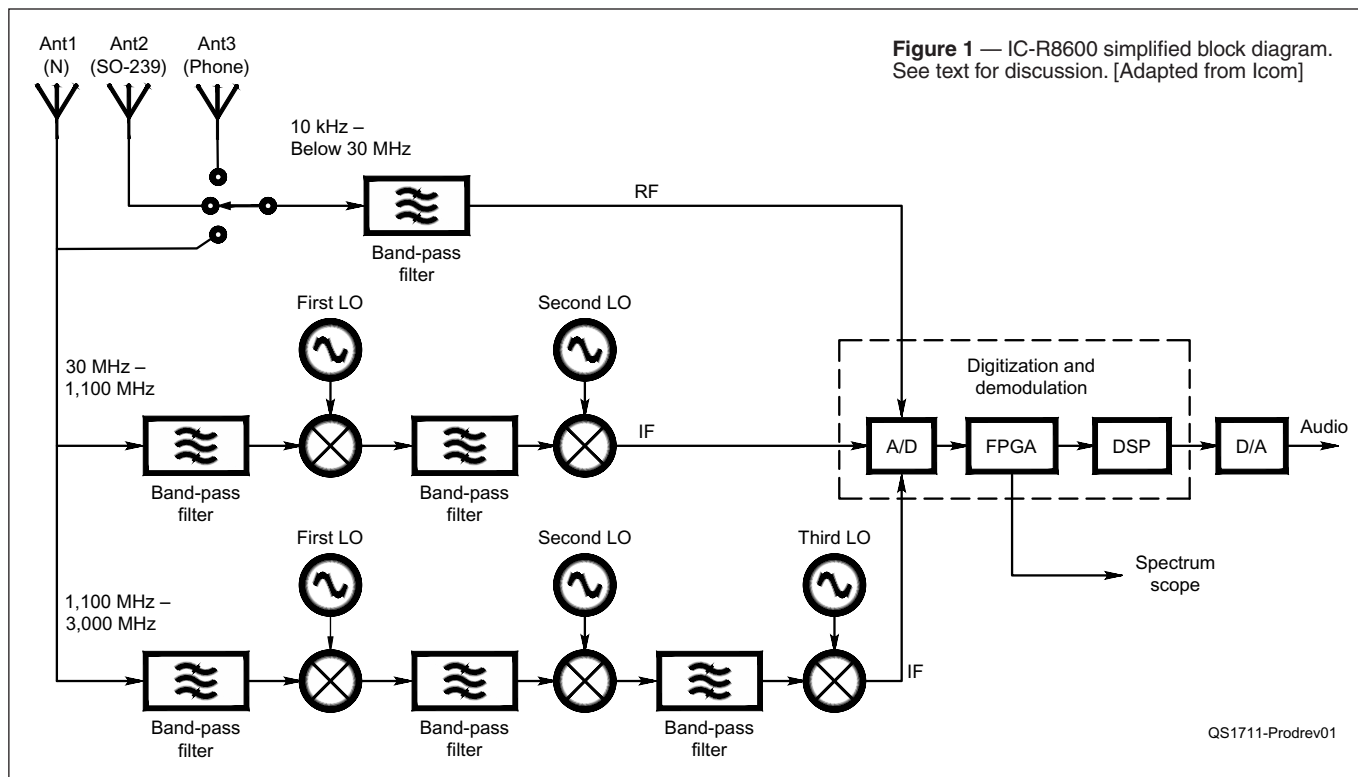 Ant1
(N)
Ant2
(SO-239)
Ant3
(Phone)
Figure 1 — IC-R8600 simplified block diagram.
See text for discussion. [Adapted from Icom]
10 kHz –
Below 30 MHz
RF
Band-pass
filter
First LO
Second LO
30 MHz –
1,100 MHz
Band-pass
filter
Band-pass
filter
IF
Digitization and
demodulation
A/D
FPGA
DSP
D/A
Audio
Spectrum
scope
First LO
Second LO
Third LO
1,100 MHz –
3,000 MHz
Band-pass
filter
Band-pass
filter
Band-pass
filter
IF
QS1711-Prodrev01